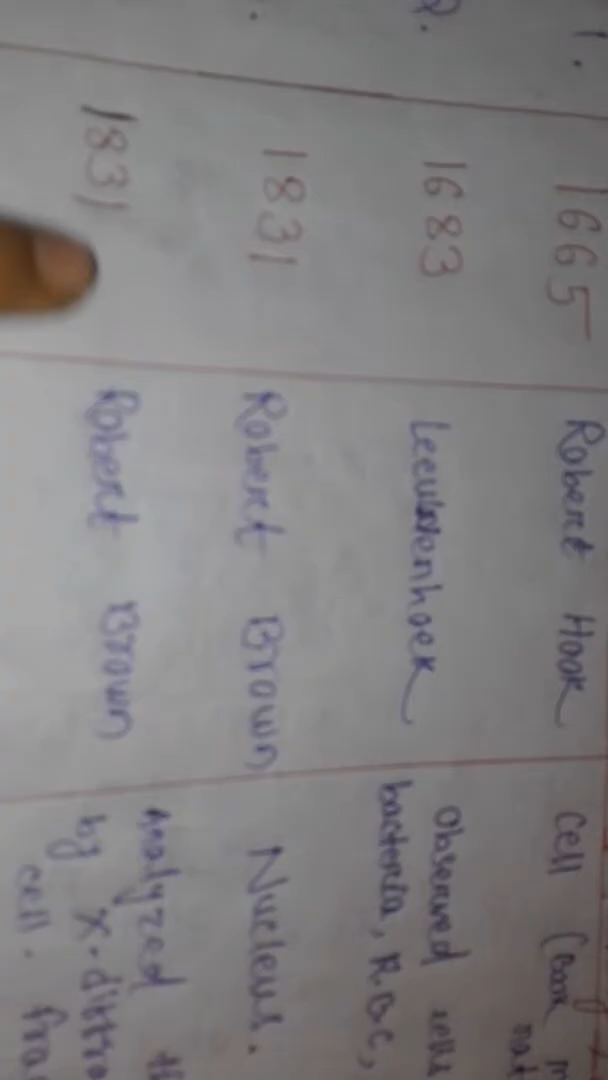 1. 1665 Robert Hook Cell (Book
2. 1683 Leeuwenhoek Observed cells
bacteria, R.B.C,
1831 Robert Brown Nucleus.
1831 Robert Brown Analyzed
by X-diffra
cell.